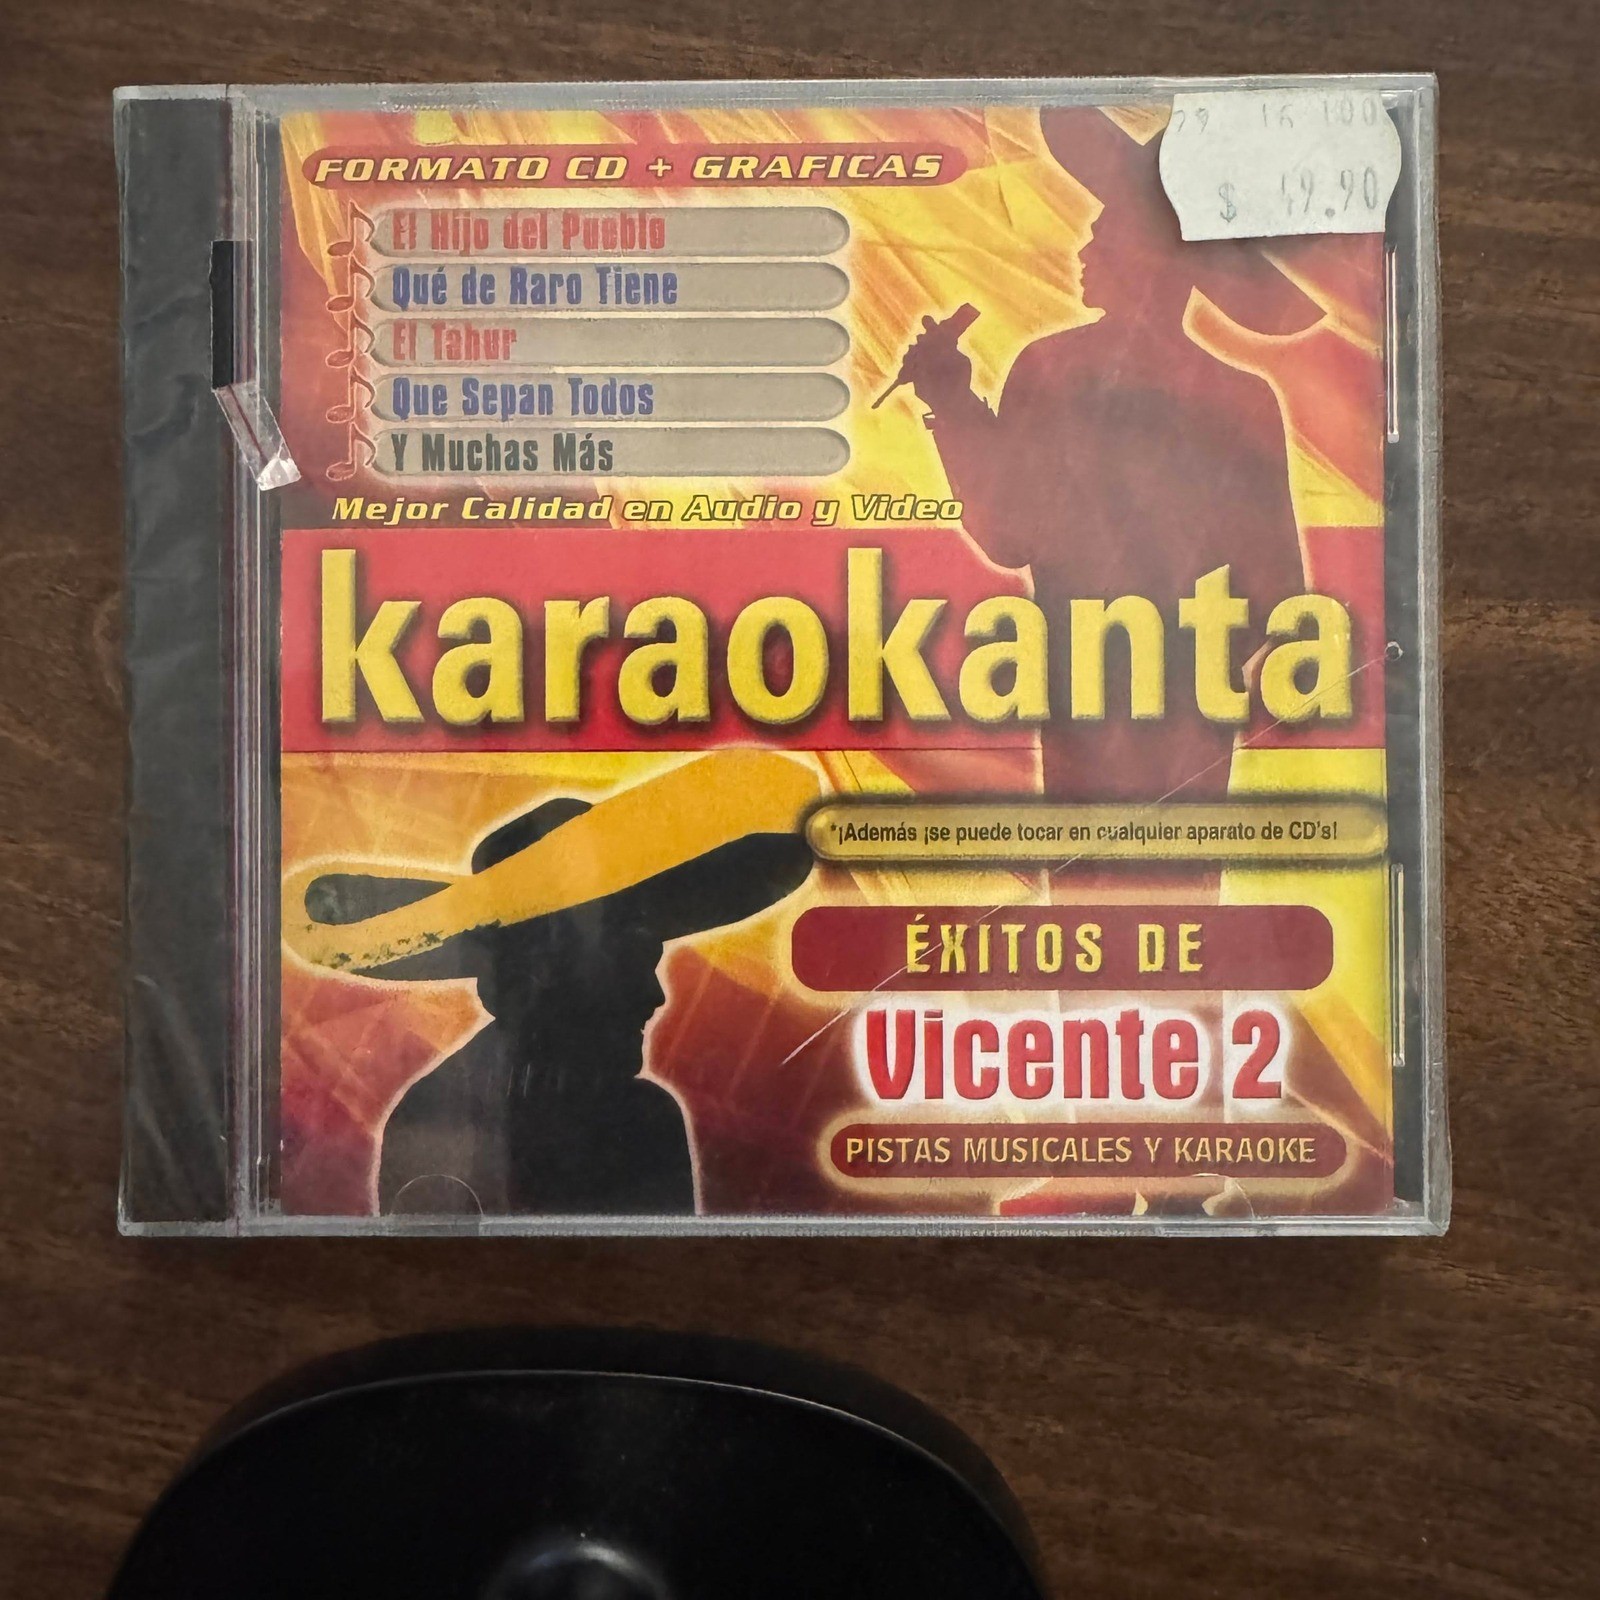 $ 49.90
FORMATO CD + GRAFICAS
El Hijo del Pueblo
Qué de Raro Tiene
El Tahur
Que Sepan Todos
Y Muchas Más
Mejor Calidad en Audio y Video
karaokanta
*¡Además ¡se puede tocar en cualquier aparato de CD's!
ÉXITOS DE
Vicente 2
PISTAS MUSICALES Y KARAOKE